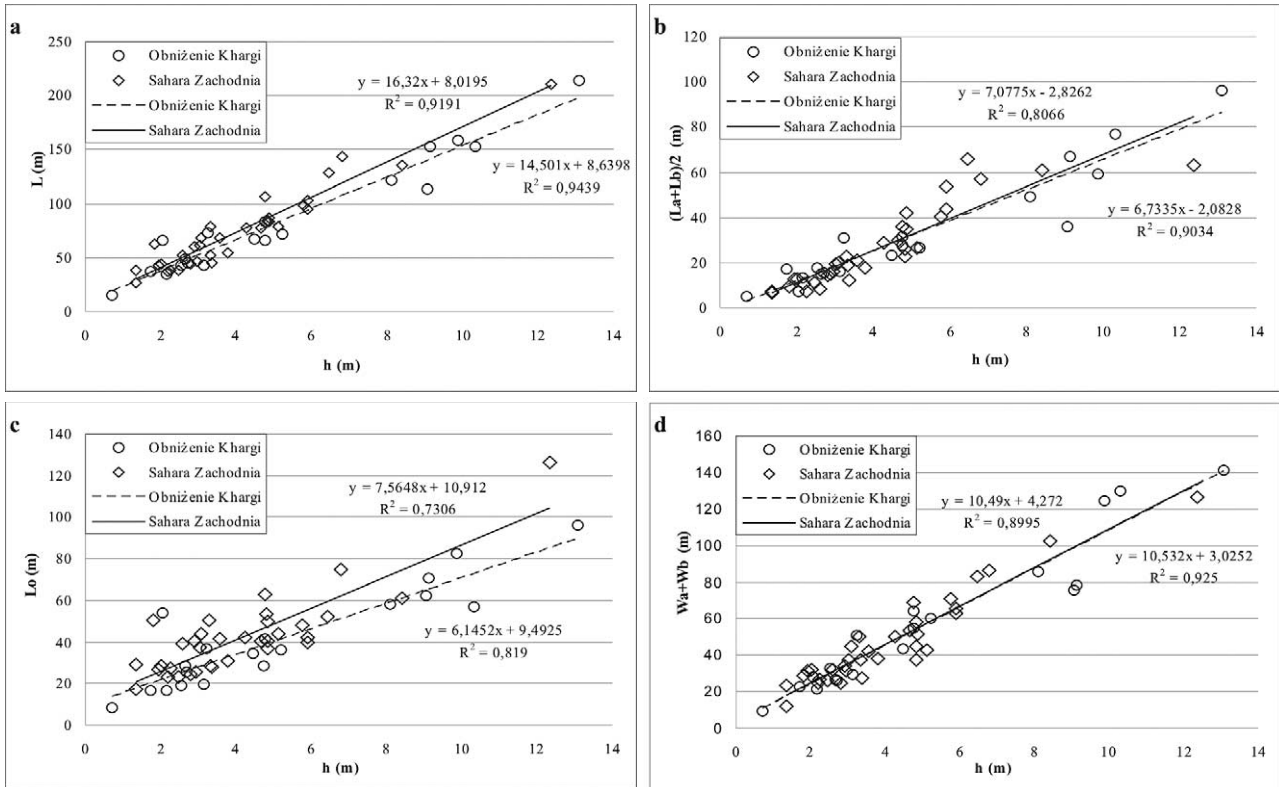 a
L (m)
250
200
150
100
50
0
Obniżenie Khargi
Sahara Zachodnia
Obniżenie Khargi
Sahara Zachodnia
y = 16,32x + 8,0195
R² = 0,9191
y = 14,501x + 8,6398
R² = 0,9439
0 2 4 6 8 10 12 14
h (m)
b
(La+Lb)/2 (m)
120
100
80
60
40
20
0
Obniżenie Khargi
Sahara Zachodnia
Obniżenie Khargi
Sahara Zachodnia
y = 7,0775x - 2,8262
R² = 0,8066
6,7335x - 2,0828
R² = 0,9034
0 2 4 6 8 10 12 14
h (m)
c
Lo (m)
140
120
100
80
60
40
20
0
Obniżenie Khargi
Sahara Zachodnia
Obniżenie Khargi
Sahara Zachodnia
y = 7,5648x + 10,912
R² = 0,7306
y = 6,1452x + 9,4925
R² = 0,819
0 2 4 6 8 10 12 14
h (m)
d
Wa+Wb (m)
160
140
120
100
80
60
40
20
0
Obniżenie Khargi
Sahara Zachodnia
Obniżenie Khargi
Sahara Zachodnia
y = 10,49x + 4,272
R² = 0,8995
y = 10,532x + 3,0252
R² = 0,925
0 2 4 6 8 10 12 14
h (m)